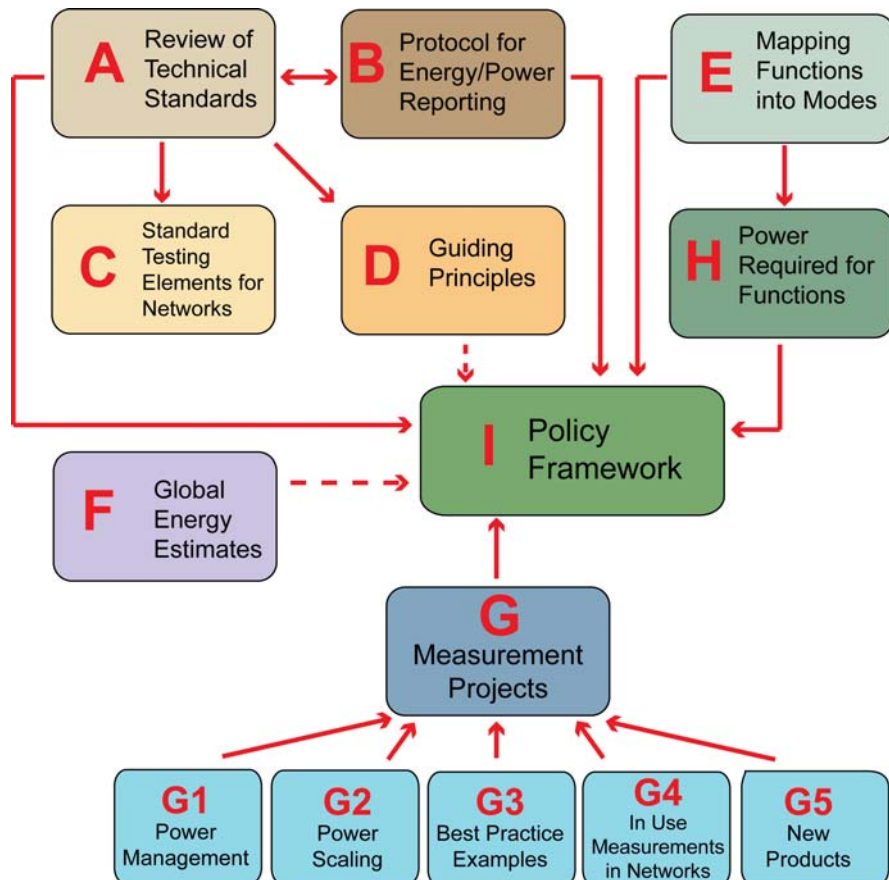 A
Review of
Technical
Standards
B
Protocol for
Energy/Power
Reporting
E
Mapping
Functions
into Modes
C
Standard
Testing
Elements for
Networks
D
Guiding
Principles
H
Power
Required for
Functions
I
Policy
Framework
F
Global
Energy
Estimates
G
Measurement
Projects
G1
Power
Management
G2
Power
Scaling
G3
Best Practice
Examples
G4
In Use
Measurements
in Networks
G5
New
Products